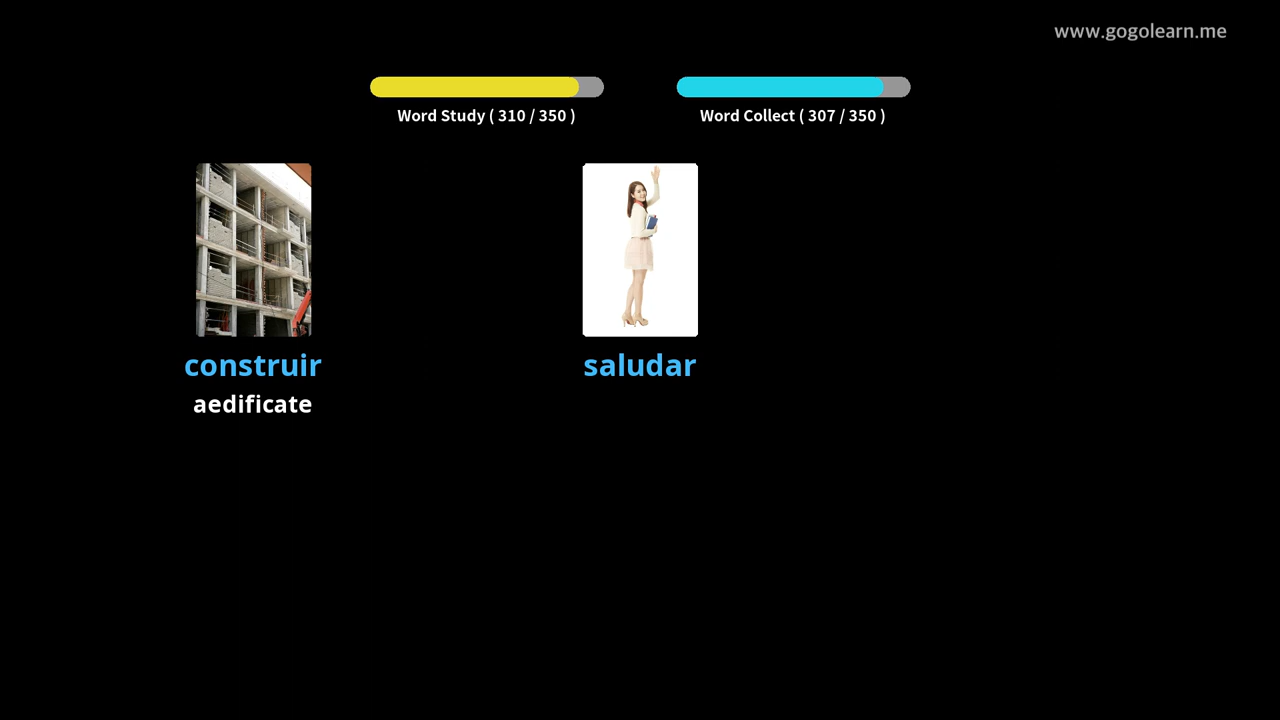 www.gogolearn.me
Word Study ( 310 / 350 )
Word Collect ( 307 / 350 )
construir
aedificate
saludar